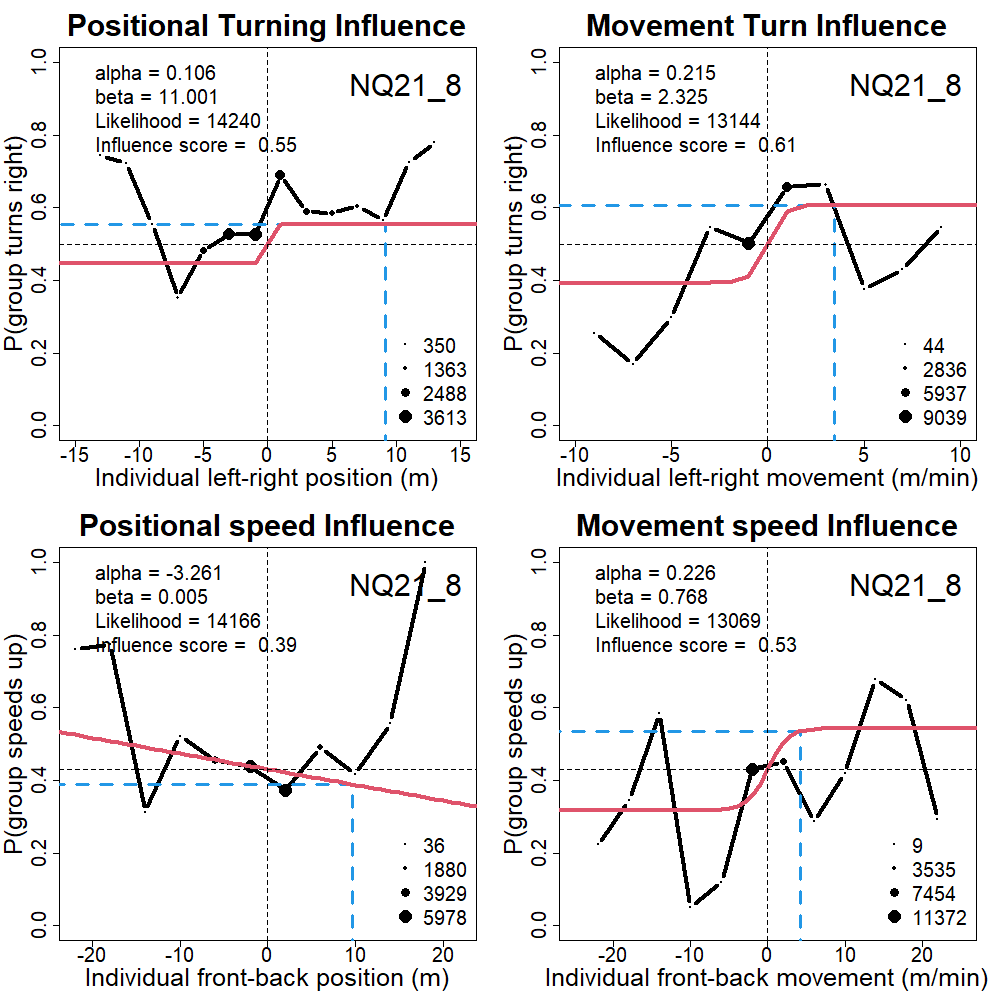 Positional Turning Influence
alpha = 0.106
beta = 11.001
Likelihood = 14240
Influence score = 0.55
NQ21_8
P(group turns right)
1.0
0.8
0.6
0.4
0.2
0.0
350
1363
2488
3613
-15 -10 -5 0 5 10 15
Individual left-right position (m)
Movement Turn Influence
alpha = 0.215
beta = 2.325
Likelihood = 13144
Influence score = 0.61
NQ21_8
P(group turns right)
1.0
0.8
0.6
0.4
0.2
0.0
44
2836
5937
9039
-10 -5 0 5 10
Individual left-right movement (m/min)
Positional speed Influence
alpha = -3.261
beta = 0.005
Likelihood = 14166
Influence score = 0.39
NQ21_8
P(group speeds up)
1.0
0.8
0.6
0.4
0.2
0.0
36
1880
3929
5978
-20 -10 0 10 20
Individual front-back position (m)
Movement speed Influence
alpha = 0.226
beta = 0.768
Likelihood = 13069
Influence score = 0.53
NQ21_8
P(group speeds up)
1.0
0.8
0.6
0.4
0.2
0.0
9
3535
7454
11372
-20 -10 0 10 20
Individual front-back movement (m/min)